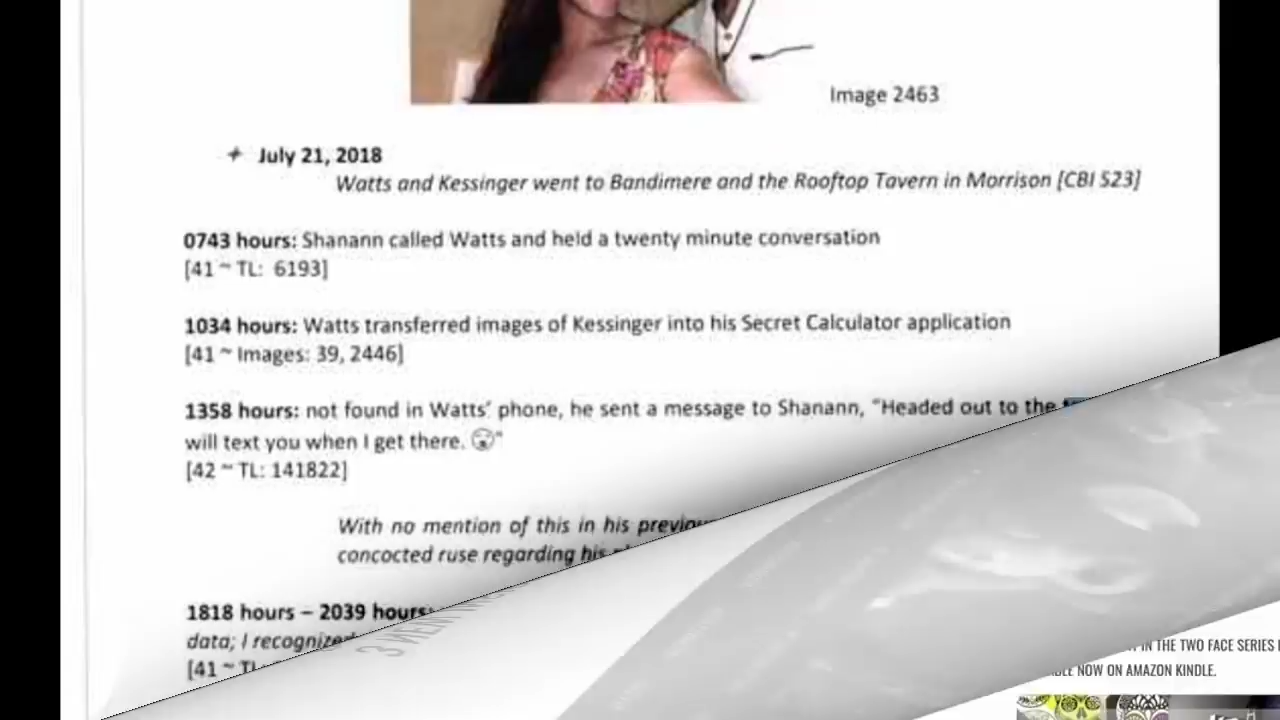 Image 2463
July 21, 2018
Watts and Kessinger went to Bandimere and the Rooftop Tavern in Morrison [CBI 523]
0743 hours: Shanann called Watts and held a twenty minute conversation
[41 ~ TL: 6193]
1034 hours: Watts transferred images of Kessinger into his Secret Calculator application
[41 ~ Images: 39, 2446]
1358 hours: not found in Watts' phone, he sent a message to Shanann, "Headed out to the
will text you when I get there. 😮"
[42 ~ TL: 141822]
With no mention of this in his
concocted ruse regarding his
1818 hours – 2039 hours:
data; I recognized
[41 ~ TL
IN THE TWO FACE SERIES
NOW ON AMAZON KINDLE.